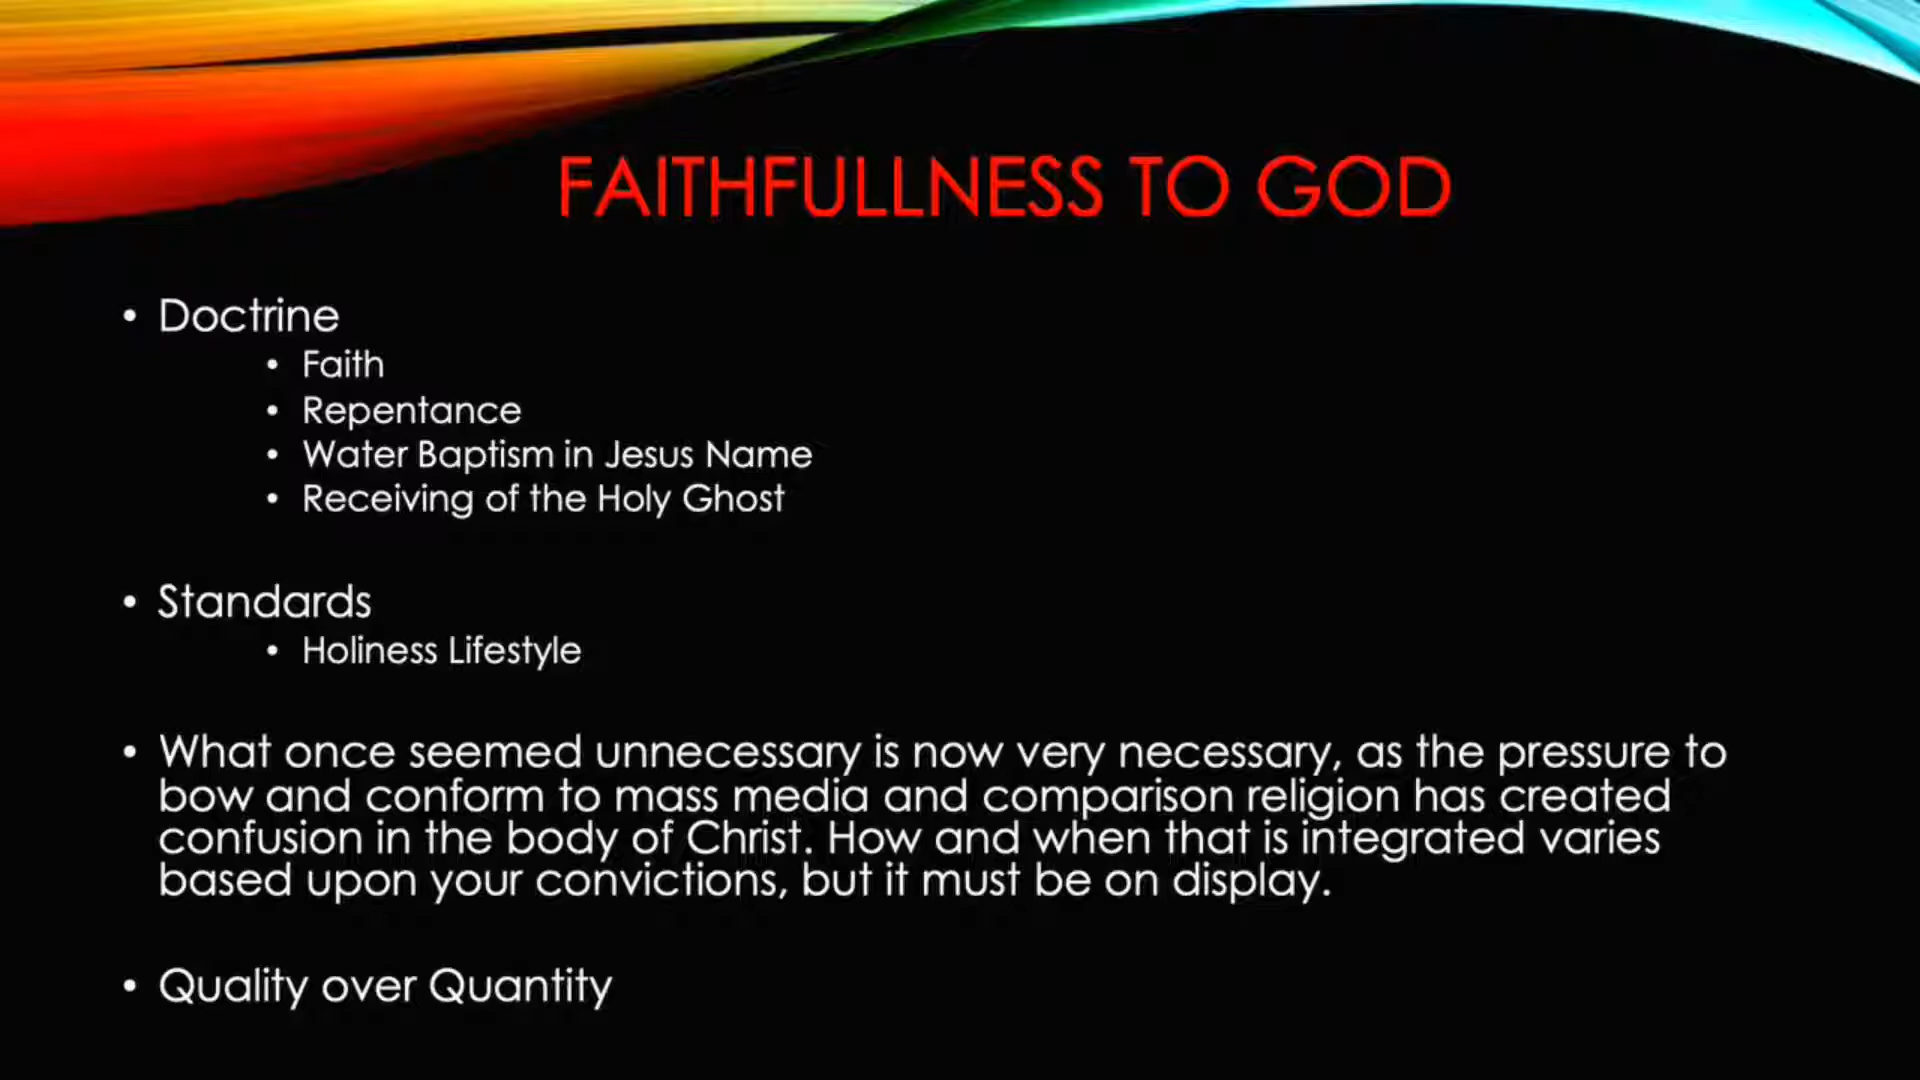 FAITHFULLNESS TO GOD
• Doctrine
• Faith
• Repentance
• Water Baptism in Jesus Name
• Receiving of the Holy Ghost
• Standards
• Holiness Lifestyle
• What once seemed unnecessary is now very necessary, as the pressure to
bow and conform to mass media and comparison religion has created
confusion in the body of Christ. How and when that is integrated varies
based upon your convictions, but it must be on display.
• Quality over Quantity